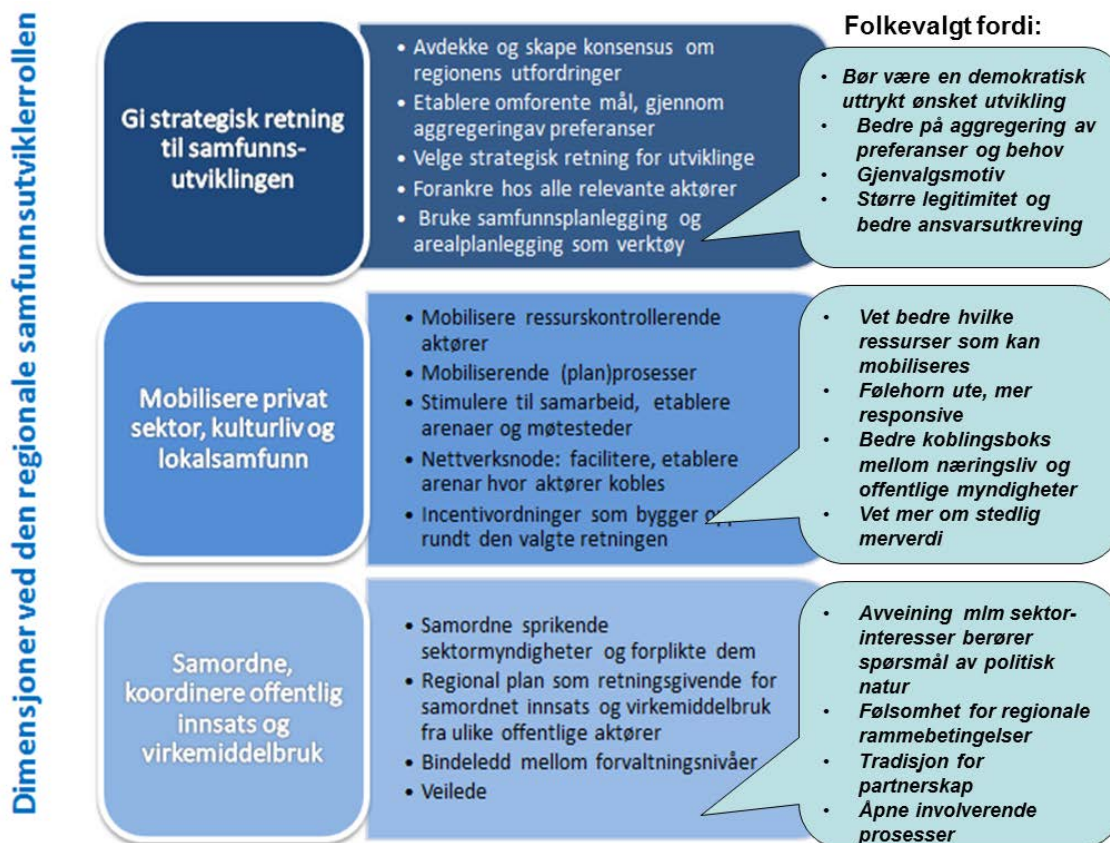 Dimensjoner ved den regionale samfunnsutviklerrollen
Folkevalgt fordi:
Gi strategisk retning
til samfunns-
utviklingen
• Avdekke og skape konsensus om
regionens utfordringer
• Etablere omforente mål, gjennom
aggregeringav preferanser
• Velge strategisk retning for utviklinge
• Forankre hos alle relevante aktører
• Bruke samfunnsplanlegging og
arealplanlegging som verktøy
• Bør være en demokratisk
uttrykt ønsket utvikling
• Bedre på aggregering av
preferanser og behov
• Gjenvalgsmotiv
• Større legitimitet og
bedre ansvarsutkreving
Mobilisere privat
sektor, kulturliv og
lokalsamfunn
• Mobilisere ressurskontrollerende
aktører
• Mobiliserende (plan)prosesser
• Stimulere til samarbeid, etablere
arenaer og møtesteder
• Nettverksnode: facilitere, etablere
arenar hvor aktører kobles
• Incentivordninger som bygger op
rundt den valgte retningen
• Vet bedre hvilke
ressurser som kan
mobiliseres
• Følehorn ute, mer
responsive
• Bedre koblingsboks
mellom næringsliv og
offentlige myndigheter
• Vet mer om stedlig
merverdi
Samordne,
koordinere offentlig
innsats og
virkemiddelbruk
• Samordne sprikende
sektormyndigheter og forplikte dem
• Regional plan som retningsgivende for
samordnet innsats og virkemiddelbruk
fra ulike offentlige aktører
• Bindeledd mellom forvaltningsnivåer
• Veilede
• Avveining mlm sektor-
interesser berører
spørsmål av politisk
natur
• Følsomhet for regionale
rammebetingelser
• Tradisjon for
partnerskap
• Åpne involverende
prosesser